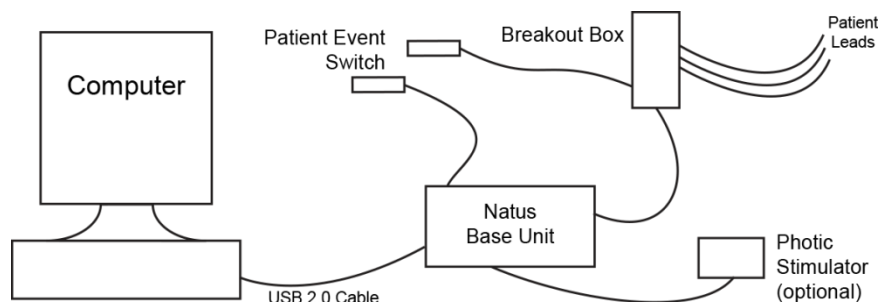 Computer
Patient Event
Switch
Breakout Box
Patient
Leads
Natus
Base Unit
Photic
Stimulator
(optional)
USB 2.0 Cable